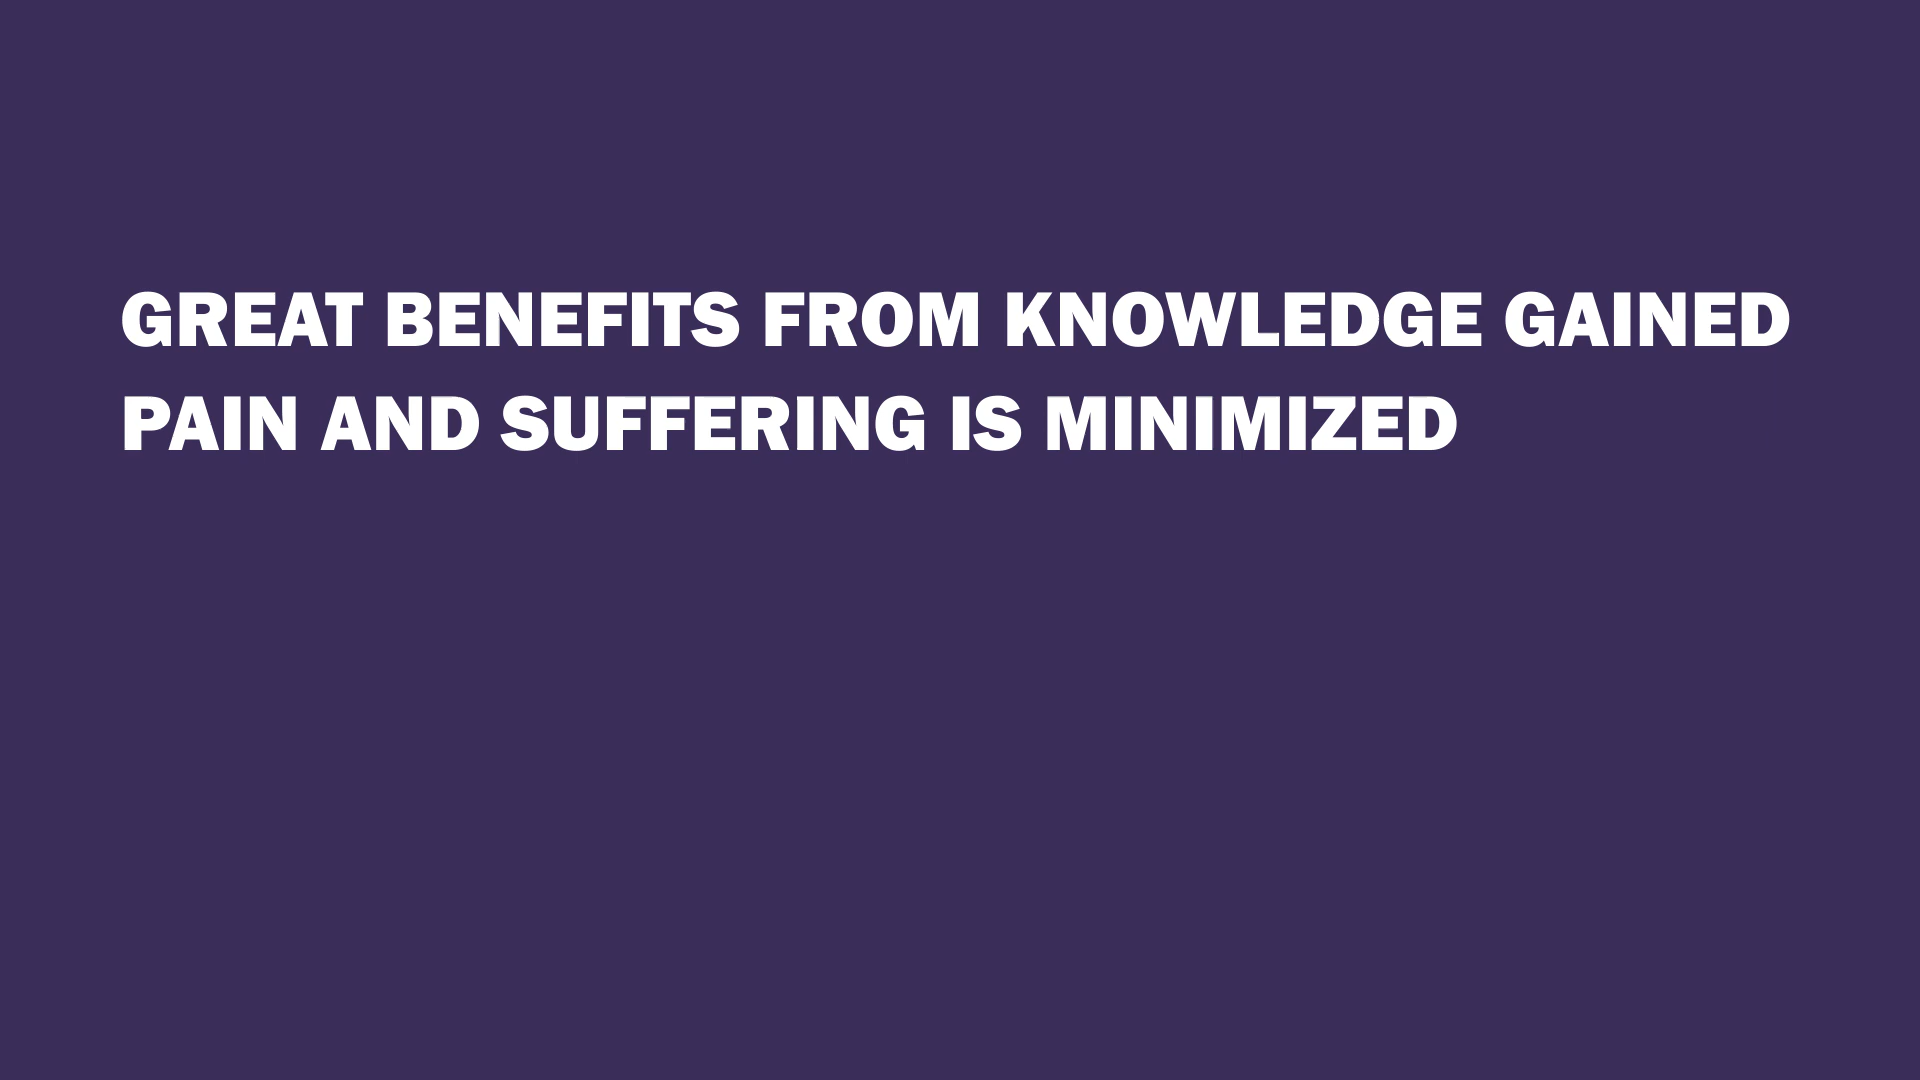 GREAT BENEFITS FROM KNOWLEDGE GAINED
PAIN AND SUFFERING IS MINIMIZED